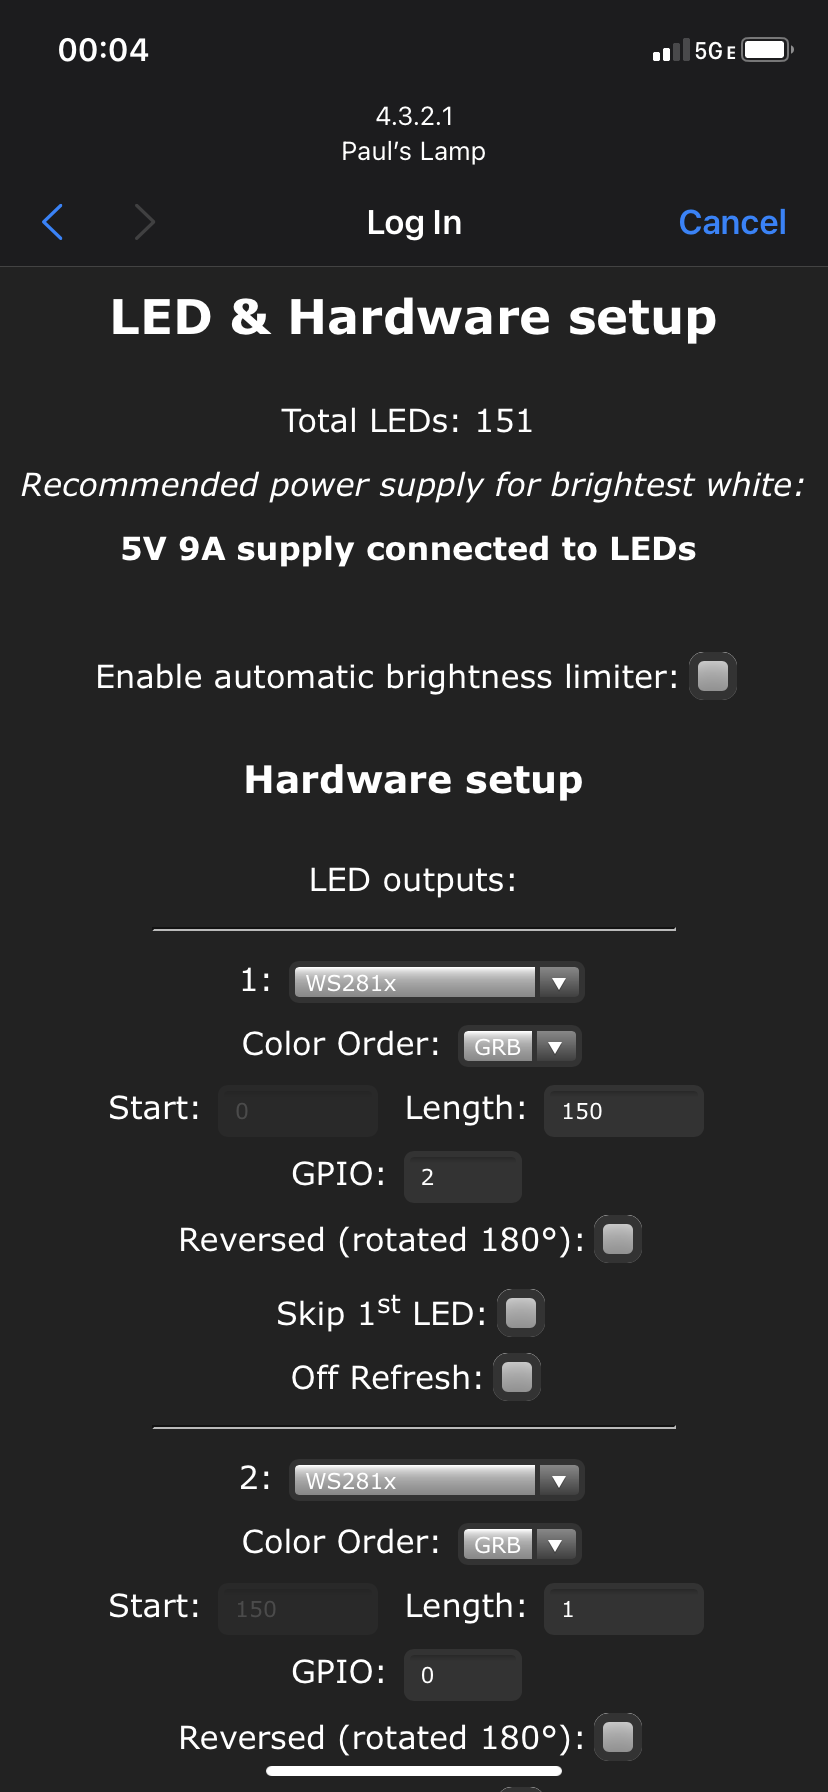 00:04
5GE
4.3.2.1
Paul's Lamp
Log In
Cancel
LED & Hardware setup
Total LEDs: 151
Recommended power supply for brightest white:
5V 9A supply connected to LEDs
Enable automatic brightness limiter:
Hardware setup
LED outputs:
1: WS281x
Color Order: GRB
Start: 0 Length: 150
GPIO: 2
Reversed (rotated 180°):
Skip 1st LED:
Off Refresh:
2: WS281x
Color Order: GRB
Start: 150 Length: 1
GPIO: 0
Reversed (rotated 180°):